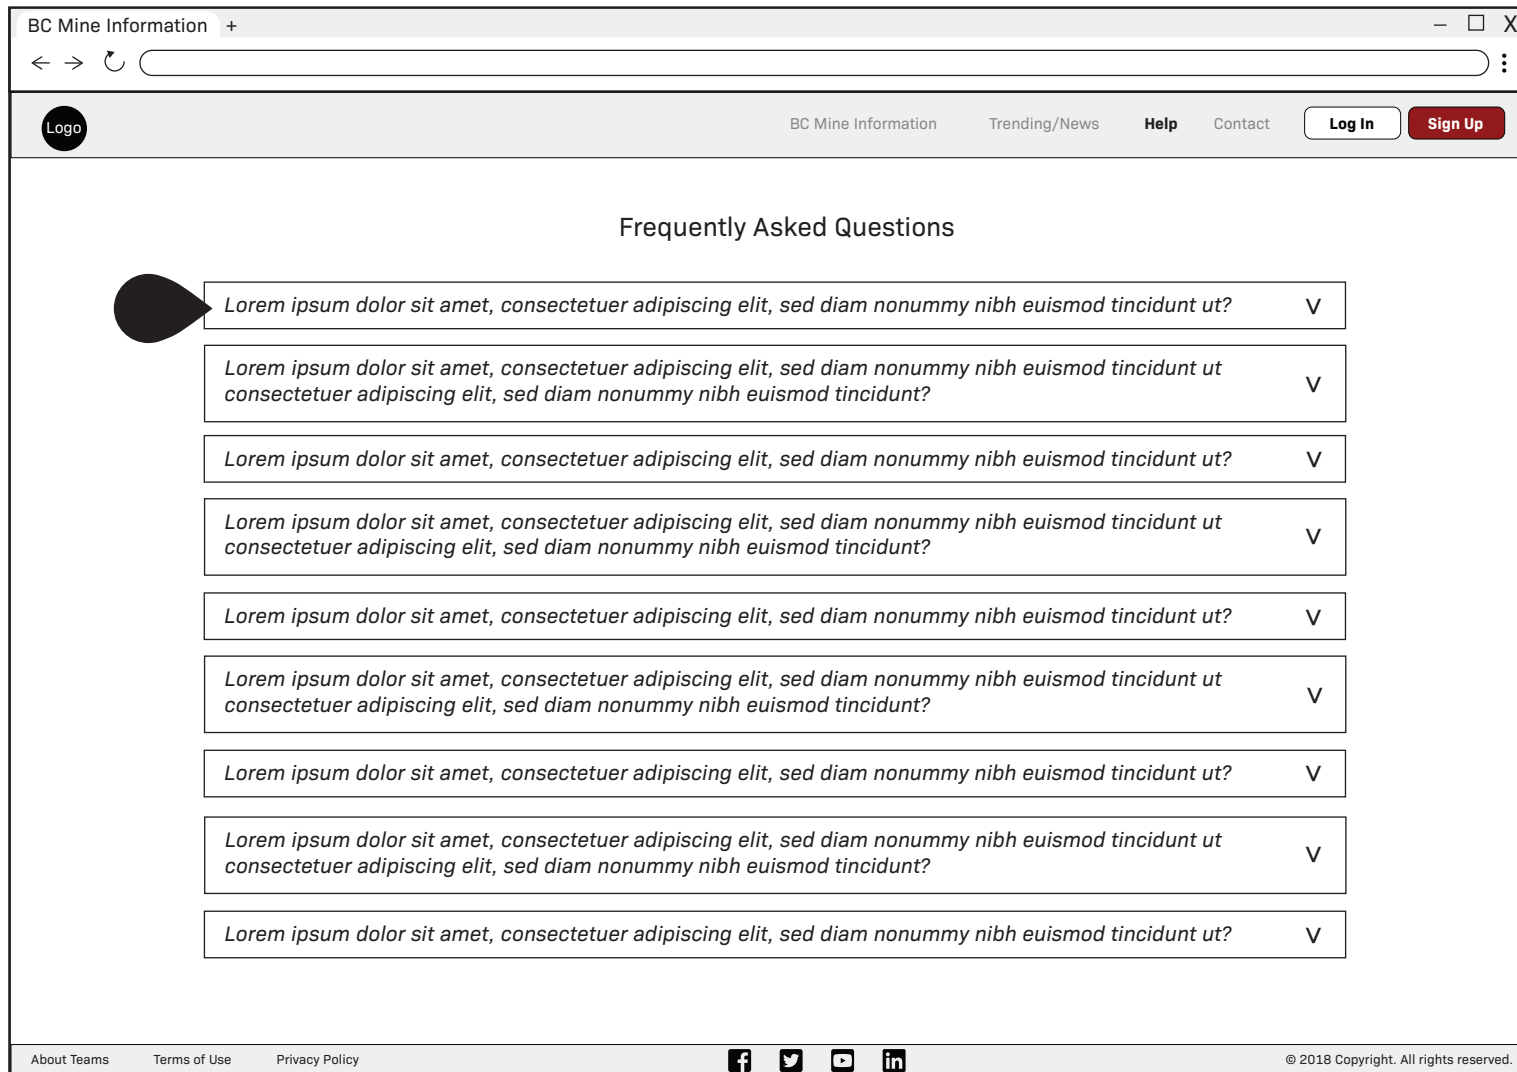 BC Mine Information +
Logo
BC Mine Information Trending/News Help Contact Log In Sign Up
Frequently Asked Questions
Lorem ipsum dolor sit amet, consectetuer adipiscing elit, sed diam nonummy nibh euismod tincidunt ut? V
Lorem ipsum dolor sit amet, consectetuer adipiscing elit, sed diam nonummy nibh euismod tincidunt ut
consectetuer adipiscing elit, sed diam nonummy nibh euismod tincidunt? V
Lorem ipsum dolor sit amet, consectetuer adipiscing elit, sed diam nonummy nibh euismod tincidunt ut? V
Lorem ipsum dolor sit amet, consectetuer adipiscing elit, sed diam nonummy nibh euismod tincidunt ut
consectetuer adipiscing elit, sed diam nonummy nibh euismod tincidunt? V
Lorem ipsum dolor sit amet, consectetuer adipiscing elit, sed diam nonummy nibh euismod tincidunt ut? V
Lorem ipsum dolor sit amet, consectetuer adipiscing elit, sed diam nonummy nibh euismod tincidunt ut
consectetuer adipiscing elit, sed diam nonummy nibh euismod tincidunt? V
Lorem ipsum dolor sit amet, consectetuer adipiscing elit, sed diam nonummy nibh euismod tincidunt ut? V
Lorem ipsum dolor sit amet, consectetuer adipiscing elit, sed diam nonummy nibh euismod tincidunt ut
consectetuer adipiscing elit, sed diam nonummy nibh euismod tincidunt? V
Lorem ipsum dolor sit amet, consectetuer adipiscing elit, sed diam nonummy nibh euismod tincidunt ut? V
About Teams Terms of Use Privacy Policy © 2018 Copyright. All rights reserved.